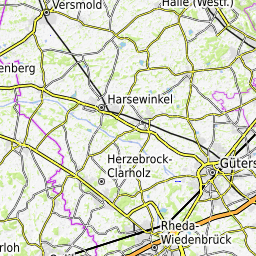 Versmold
Halle (Westf.)
enberg
Harsewinkel
Herzebrock-
Clarholz
Güters
Rheda-
Wiedenbrück
rloh